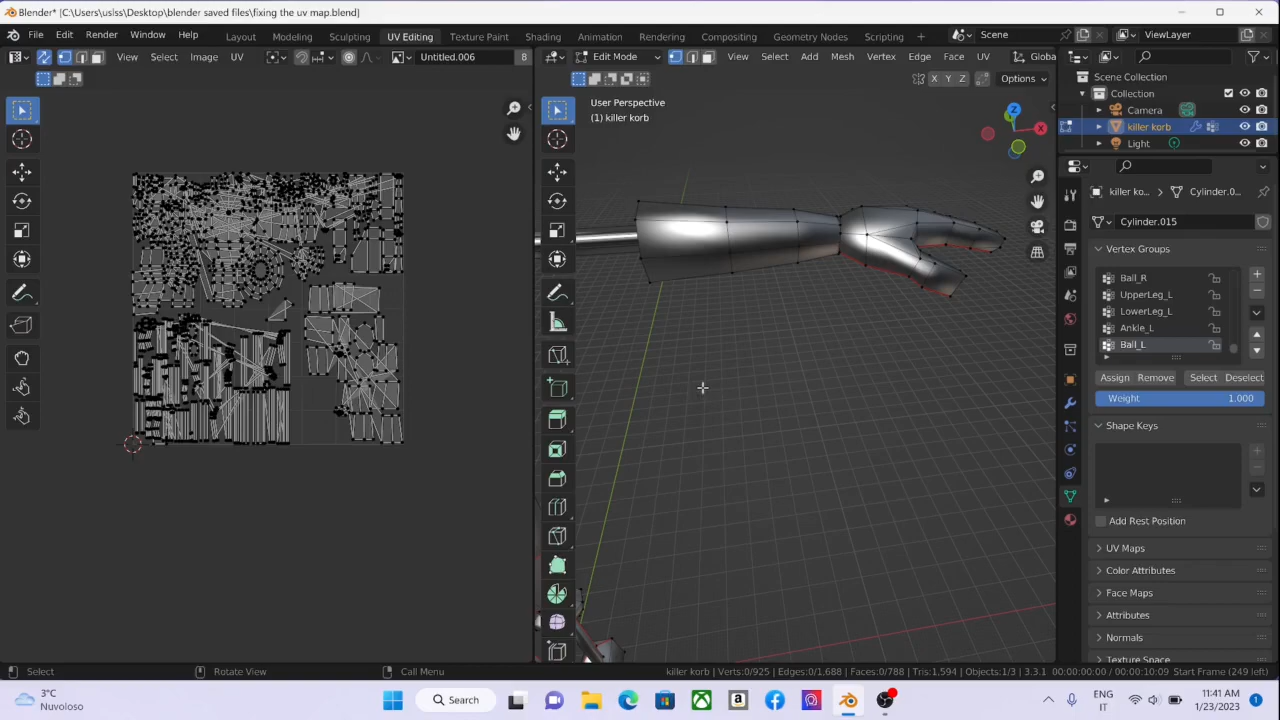 Blender* [C:\Users\uslss\Desktop\blender saved files\fixing the uv map.blend]
File Edit Render Window Help Layout Modeling Sculpting UV Editing Texture Paint Shading Animation Rendering Compositing Geometry Nodes Scripting + Scene ViewLayer
View Select Image UV Untitled.006 8 Edit Mode View Select Add Mesh Vertex Edge Face UV Globa
X Y Z Options
Scene Collection
Collection
Camera
killer korb
Light
User Perspective
(1) killer korb
X
Z
killer ko... Cylinder.0...
Cylinder.015
Vertex Groups
Ball_R
UpperLeg_L
LowerLeg_L
Ankle_L
Ball_L
Assign Remove Select Deselect
Weight 1.000
Shape Keys
Add Rest Position
UV Maps
Color Attributes
Face Maps
Attributes
Normals
Texture Space
Select Rotate View Call Menu killer korb | Verts:0/925 | Edges:0/1,688 | Faces:0/788 | Tris:1,594 | Objects:1/3 | 3.3.1 00:00:00:00 / 00:00:10:09 Start Frame (249 left)
3°C
Nuvoloso
Search
ENG
IT
11:41 AM
1/23/2023
1